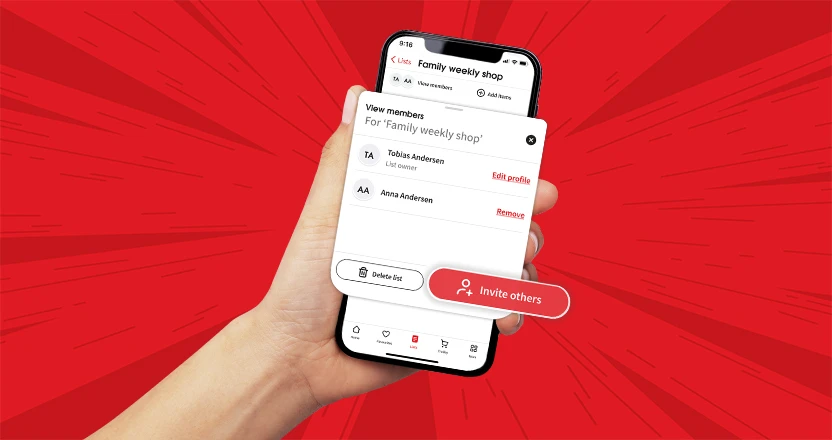 9:16
Lists
Family weekly shop
TA AA View members
Add items
View members
For ‘Family weekly shop’
TA
Tobias Andersen
List owner
Edit profile
AA
Anna Andersen
Remove
Delete list
Invite others
Home
Favourites
Lists
Trolley
More